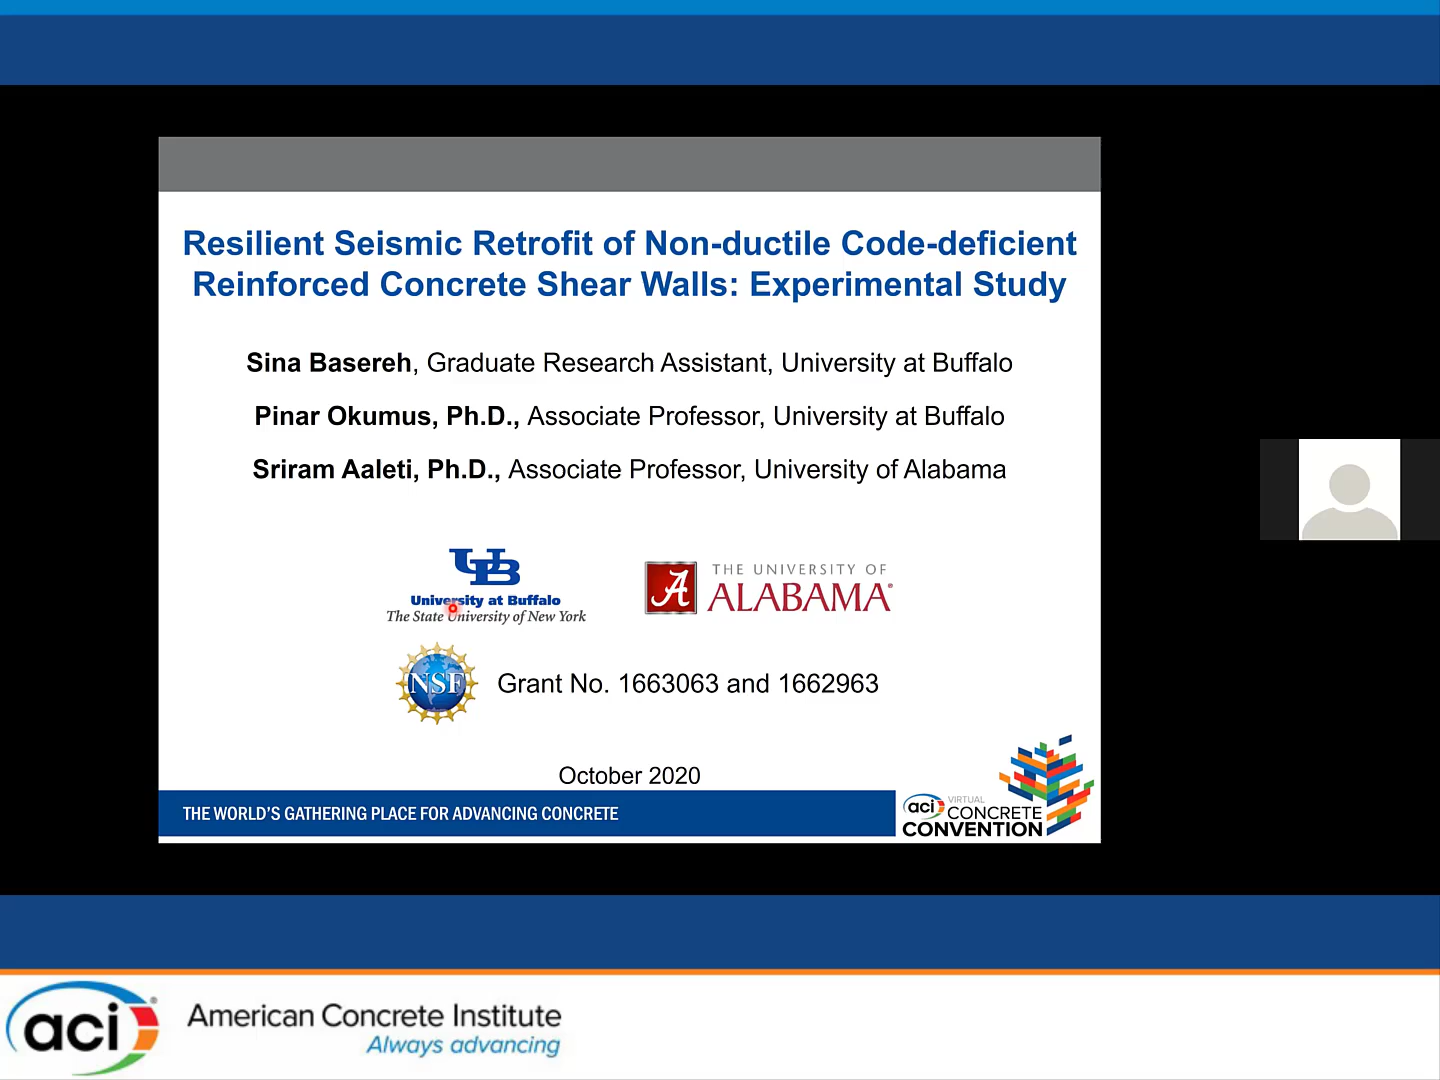 Resilient Seismic Retrofit of Non-ductile Code-deficient
Reinforced Concrete Shear Walls: Experimental Study
Sina Basereh, Graduate Research Assistant, University at Buffalo
Pinar Okumus, Ph.D., Associate Professor, University at Buffalo
Sriram Aaleti, Ph.D., Associate Professor, University of Alabama
UB
University at Buffalo
The State University of New York
A
THE UNIVERSITY OF
ALABAMA®
NSF
Grant No. 1663063 and 1662963
October 2020
THE WORLD'S GATHERING PLACE FOR ADVANCING CONCRETE
aci VIRTUAL
CONCRETE
CONVENTION
aci®
American Concrete Institute
Always advancing